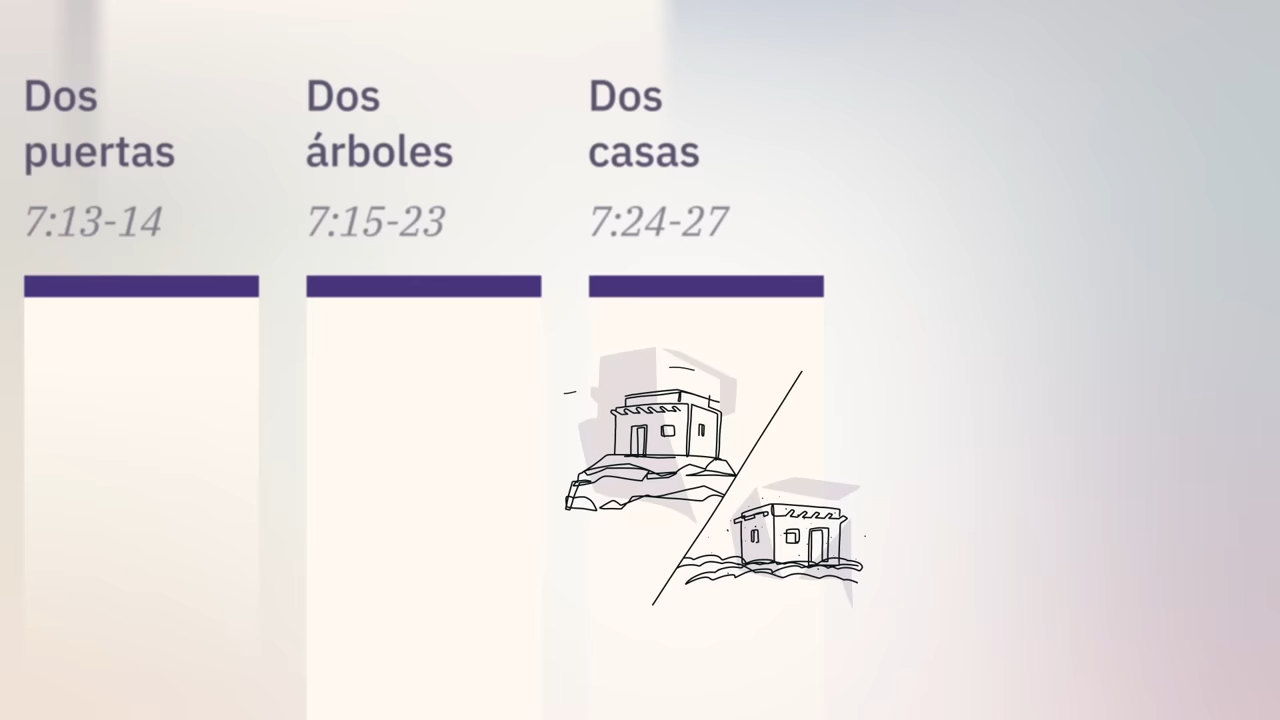 Dos
puertas
7:13-14
Dos
árboles
7:15-23
Dos
casas
7:24-27